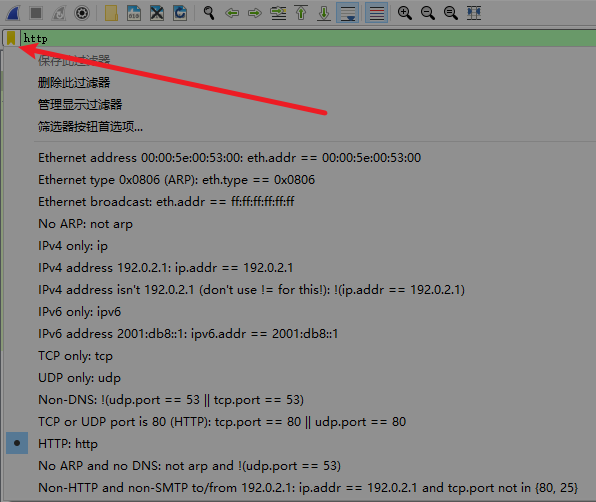 http
保存此过滤器
删除此过滤器
管理显示过滤器
筛选器按钮首选项...
Ethernet address 00:00:5e:00:53:00: eth.addr == 00:00:5e:00:53:00
Ethernet type 0x0806 (ARP): eth.type == 0x0806
Ethernet broadcast: eth.addr == ff:ff:ff:ff:ff:ff
No ARP: not arp
IPv4 only: ip
IPv4 address 192.0.2.1: ip.addr == 192.0.2.1
IPv4 address isn't 192.0.2.1 (don't use != for this!): !(ip.addr == 192.0.2.1)
IPv6 only: ipv6
IPv6 address 2001:db8::1: ipv6.addr == 2001:db8::1
TCP only: tcp
UDP only: udp
Non-DNS: !(udp.port == 53 || tcp.port == 53)
TCP or UDP port is 80 (HTTP): tcp.port == 80 || udp.port == 80
HTTP: http
No ARP and no DNS: not arp and !(udp.port == 53)
Non-HTTP and non-SMTP to/from 192.0.2.1: ip.addr == 192.0.2.1 and tcp.port not in {80, 25}